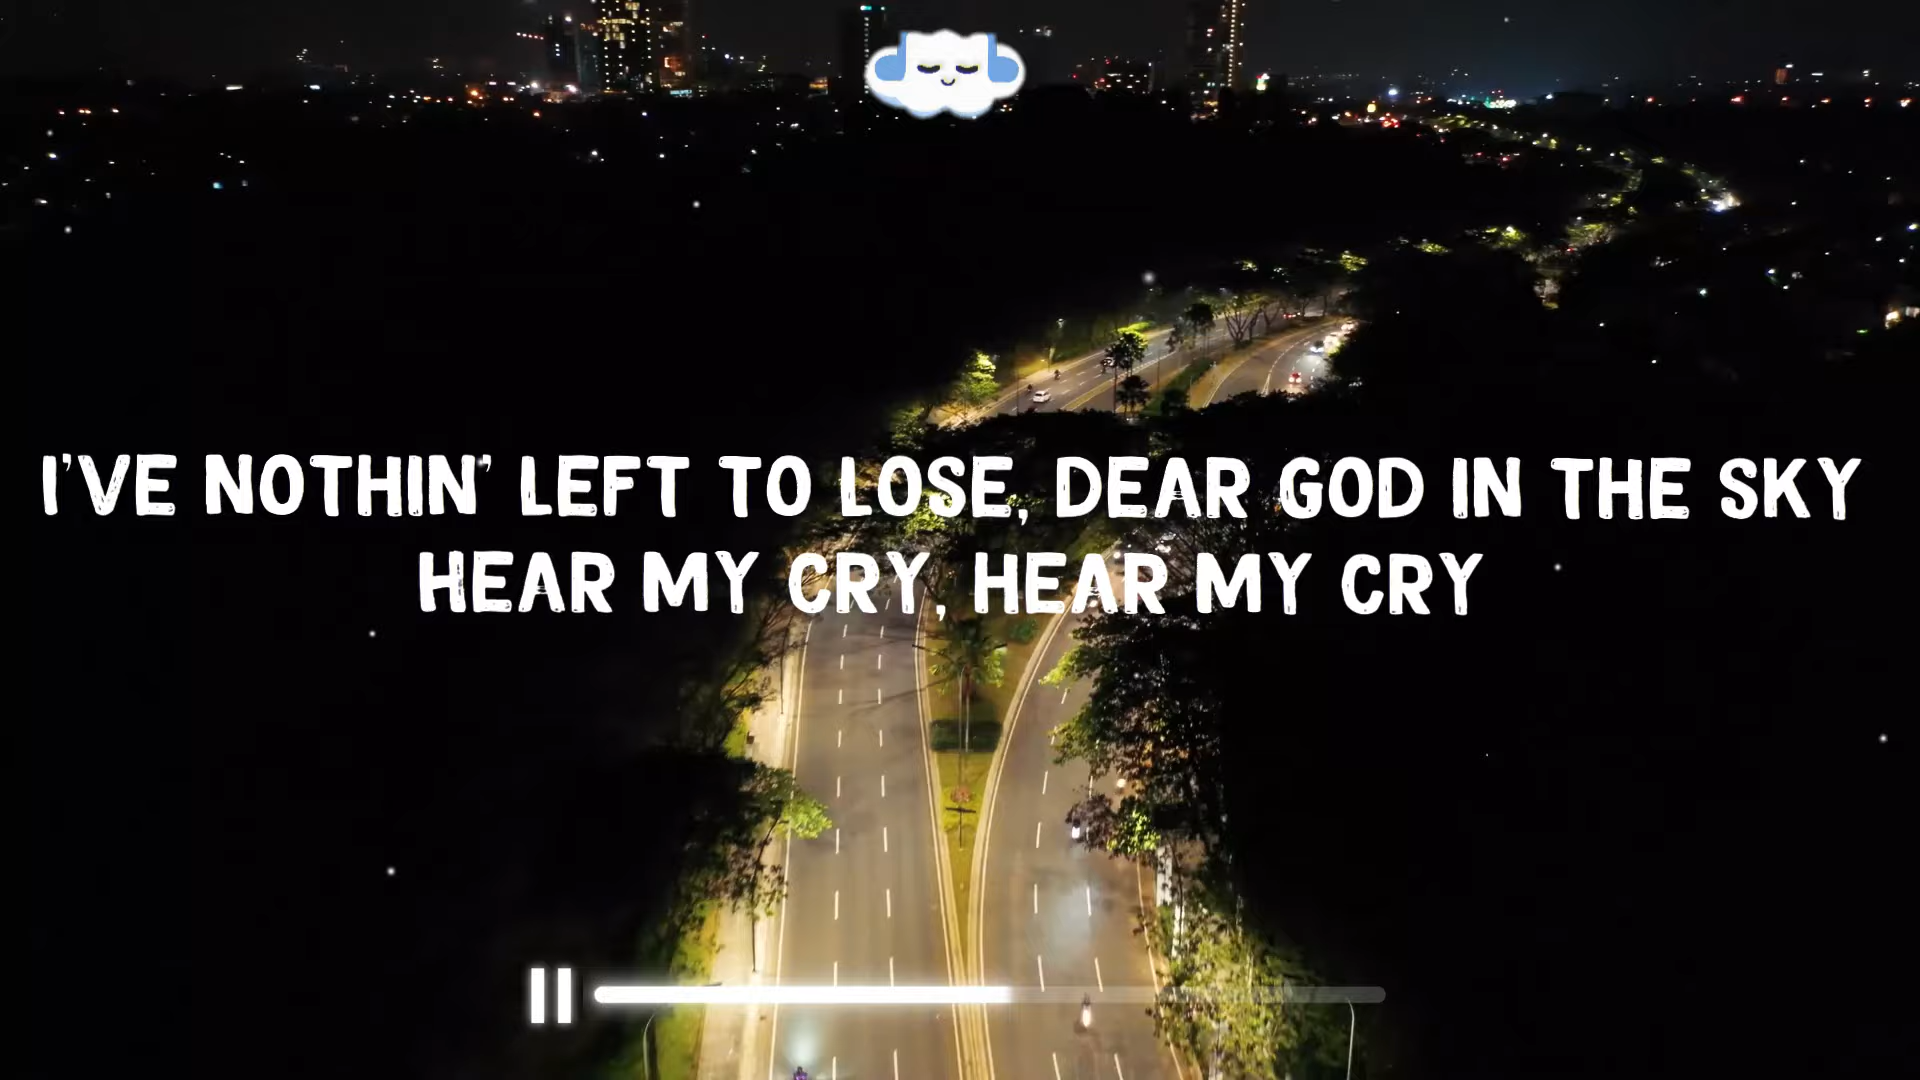 I'VE NOTHIN' LEFT TO LOSE, DEAR GOD IN THE SKY
HEAR MY CRY, HEAR MY CRY